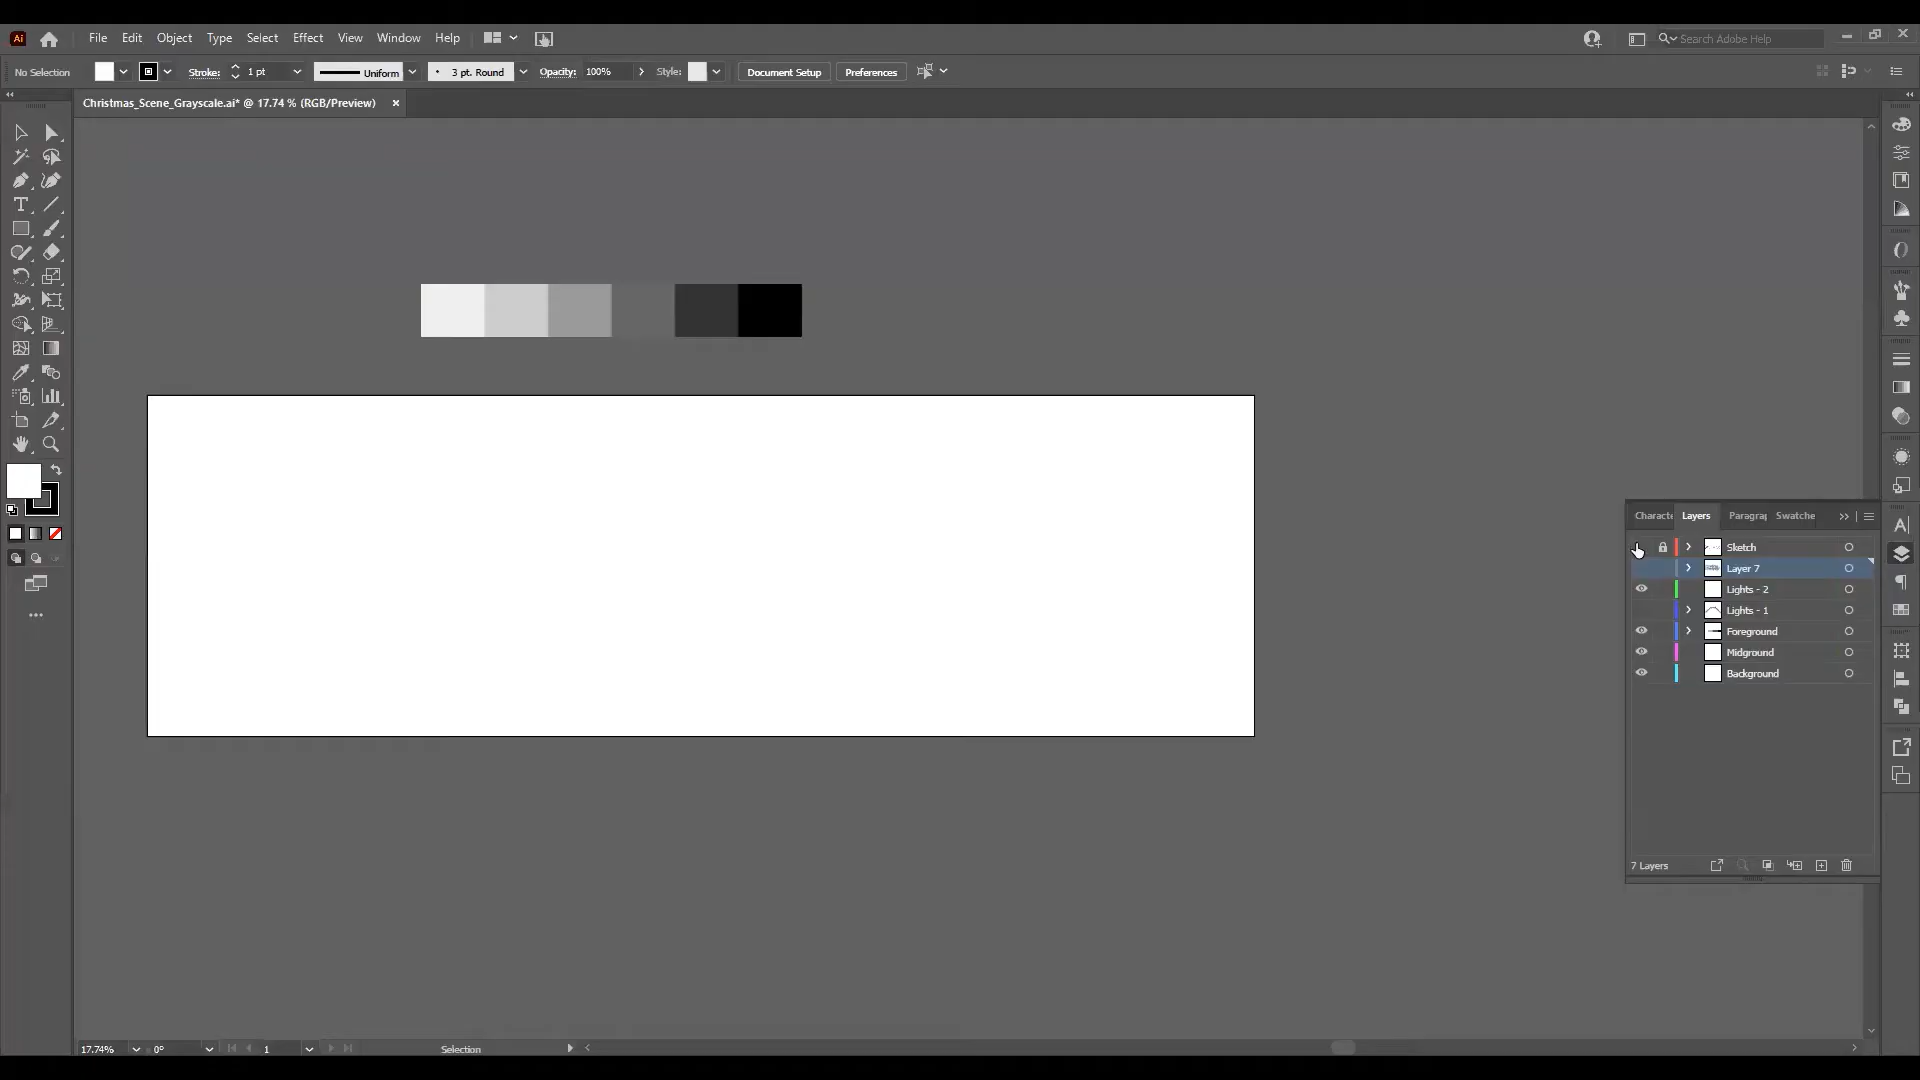 Ai File Edit Object Type Select Effect View Window Help Search Adobe Help
No Selection Stroke: 1 pt Uniform 3 pt. Round Opacity: 100% Style: Document Setup Preferences
Christmas_Scene_Grayscale.ai* @ 17.74 % (RGB/Preview)
Characte Layers Paragrap Swatche
Sketch
Layer 7
Lights - 2
Lights - 1
Foreground
Midground
Background
7 Layers
17.74% 0° 1 Selection